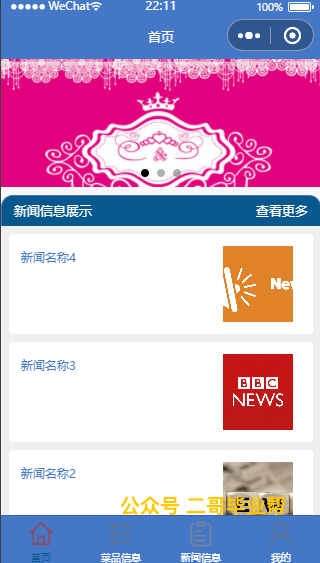 WeChat 22:11 100%
首页
&
新闻信息展示 查看更多
新闻名称4
New
新闻名称3
BBC
NEWS
新闻名称2
公众号 二哥毕业帮
首页 菜品信息 新闻信息 我的